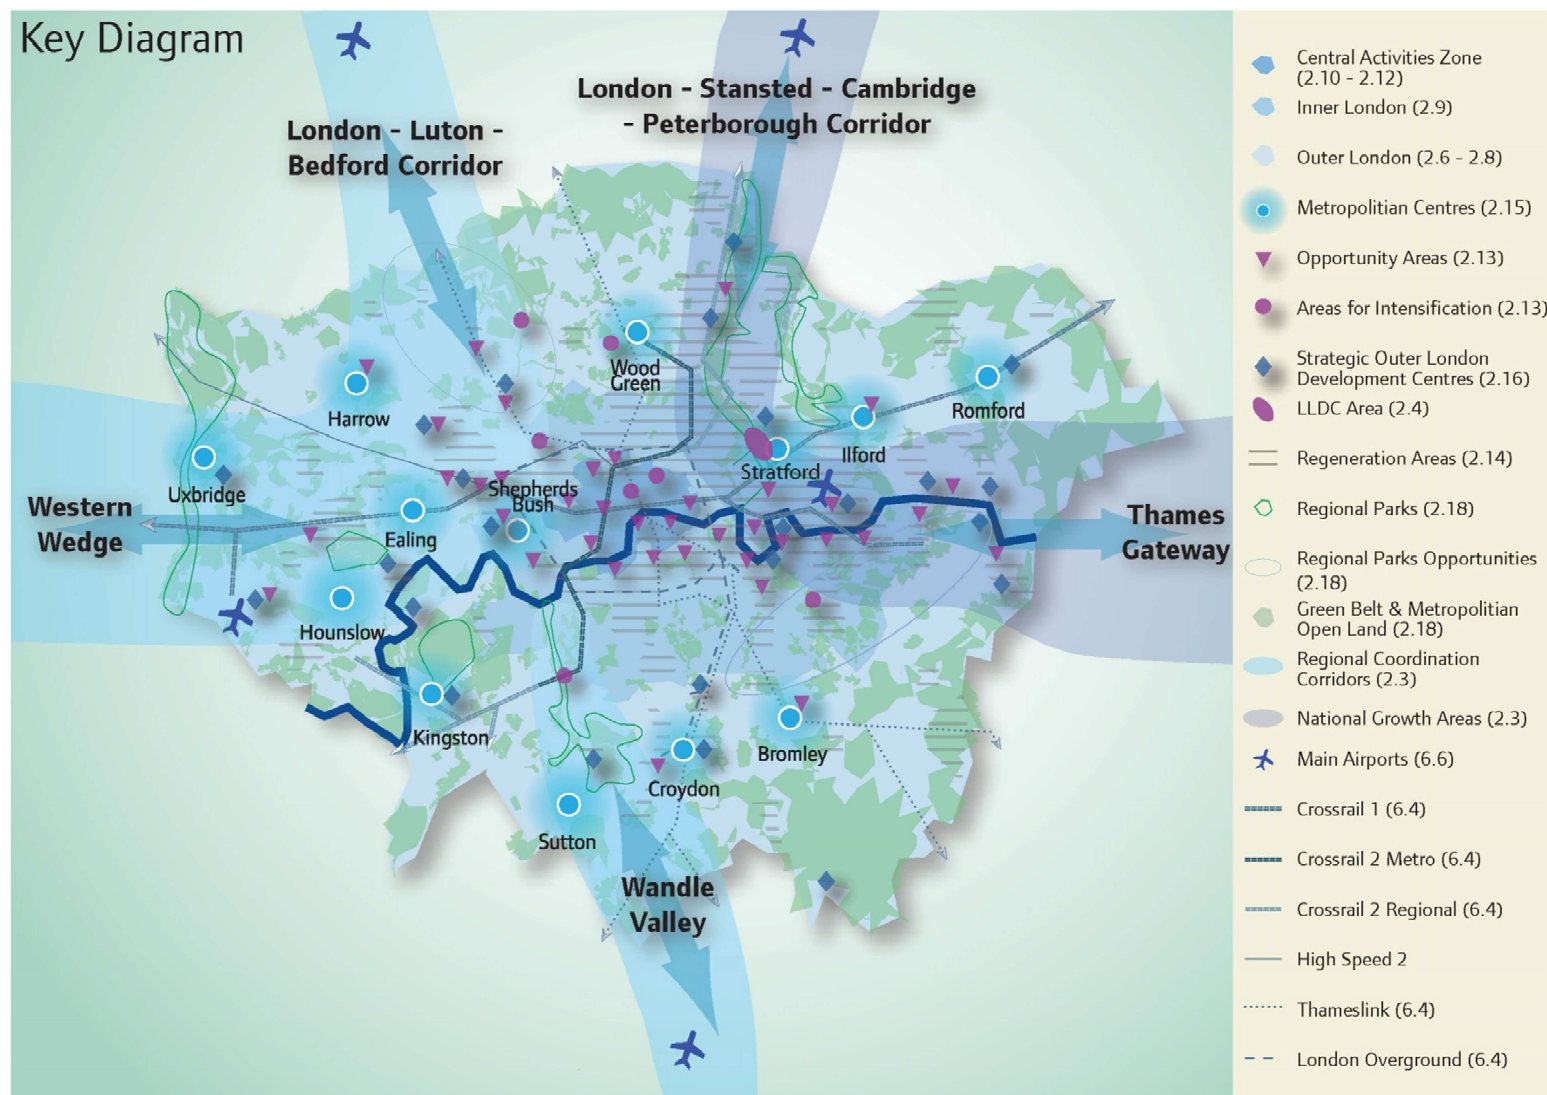 Key Diagram
London - Luton -
Bedford Corridor
London - Stansted - Cambridge
- Peterborough Corridor
Wood
Green
Harrow
Romford
Ilford
Stratford
Uxbridge
Shepherds
Bush
Western
Wedge
Ealing
Thames
Gateway
Hounslow
Kingston
Bromley
Croydon
Sutton
Wandle
Valley
Central Activities Zone
(2.10 - 2.12)
Inner London (2.9)
Outer London (2.6 - 2.8)
Metropolitian Centres (2.15)
Opportunity Areas (2.13)
Areas for Intensification (2.13)
Strategic Outer London
Development Centres (2.16)
LLDC Area (2.4)
Regeneration Areas (2.14)
Regional Parks (2.18)
Regional Parks Opportunities
(2.18)
Green Belt & Metropolitian
Open Land (2.18)
Regional Coordination
Corridors (2.3)
National Growth Areas (2.3)
Main Airports (6.6)
Crossrail 1 (6.4)
Crossrail 2 Metro (6.4)
Crossrail 2 Regional (6.4)
High Speed 2
Thameslink (6.4)
London Overground (6.4)